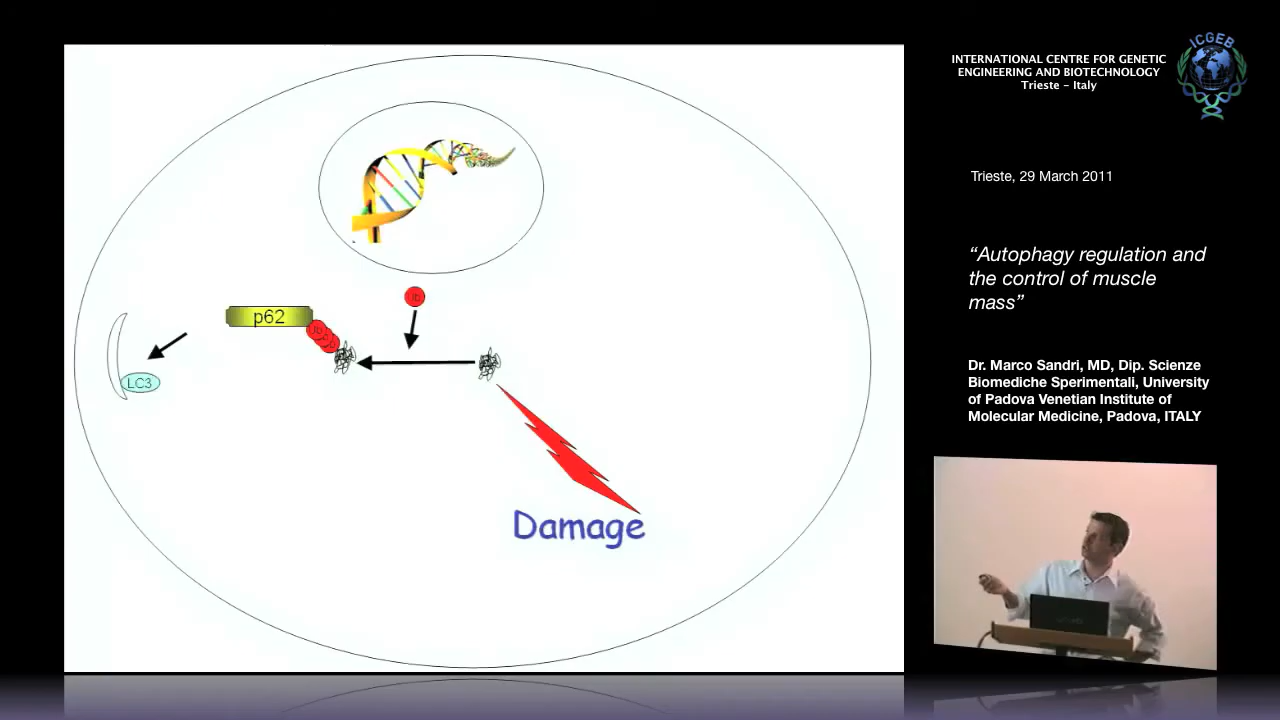 INTERNATIONAL CENTRE FOR GENETIC
ENGINEERING AND BIOTECHNOLOGY
Trieste - Italy
ICGEB
Trieste, 29 March 2011
“Autophagy regulation and
the control of muscle
mass”
Dr. Marco Sandri, MD, Dip. Scienze
Biomediche Sperimentali, University
of Padova Venetian Institute of
Molecular Medicine, Padova, ITALY
Ub
p62
Ub
LC3
Damage